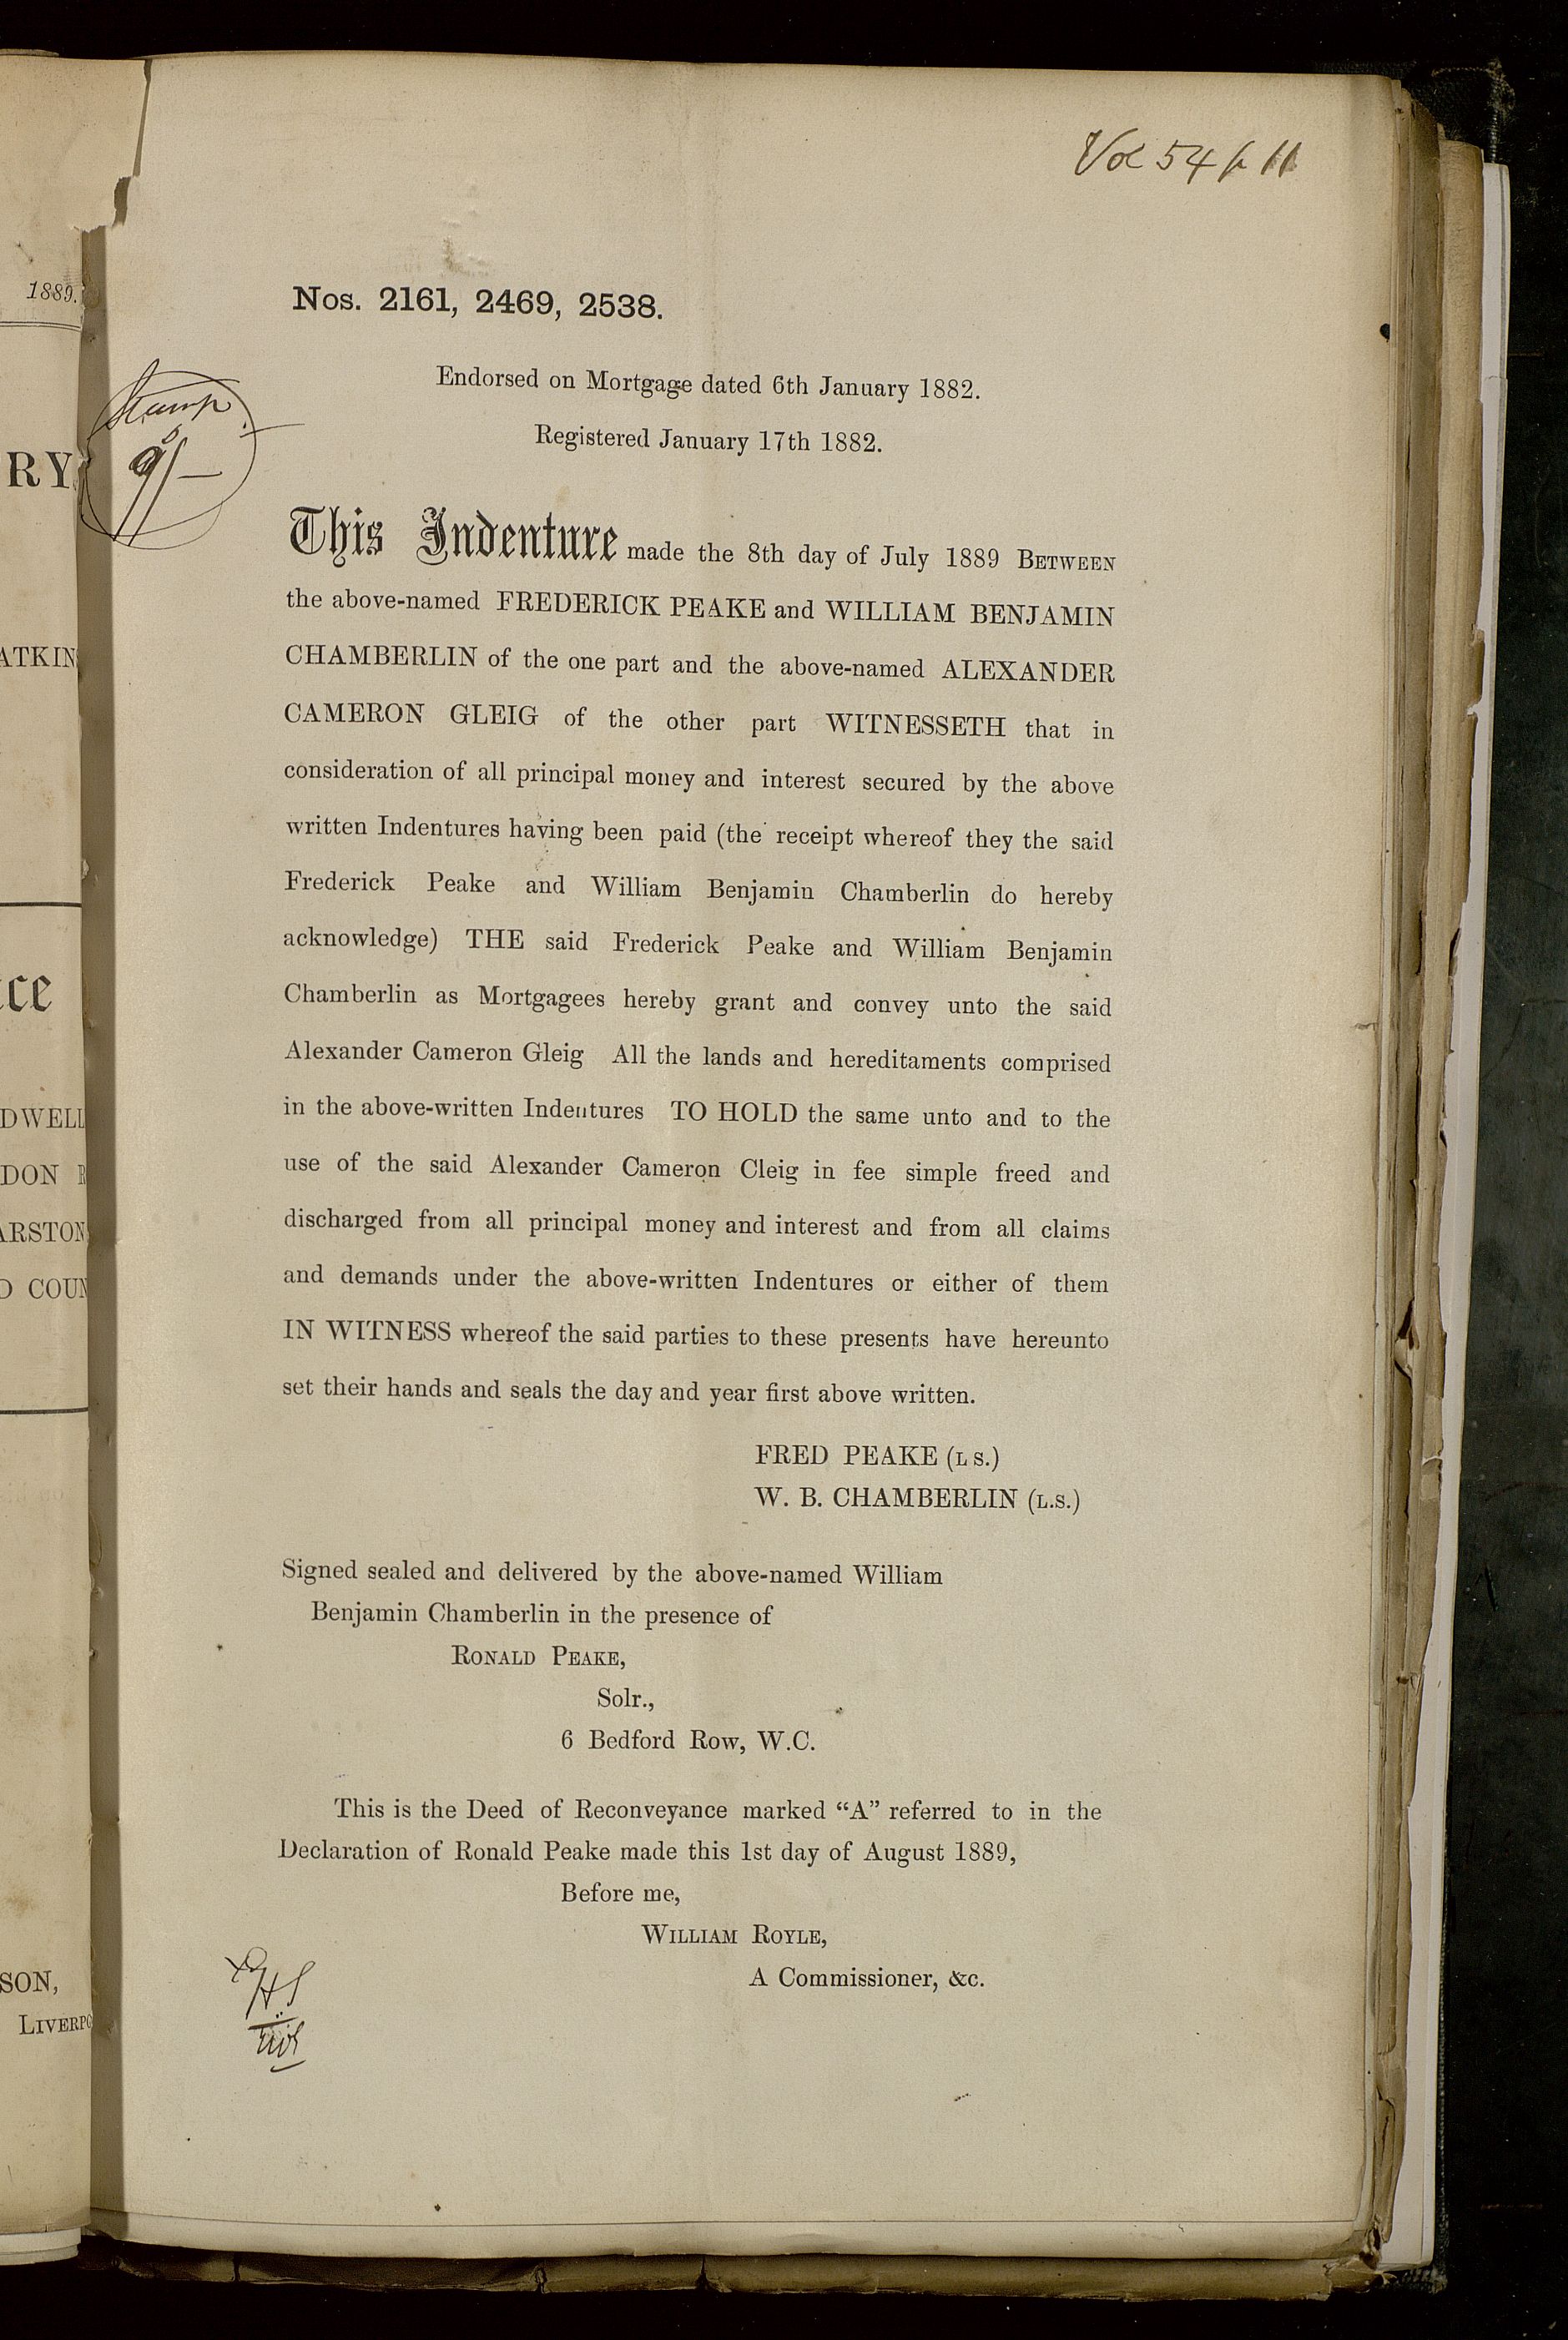 Vol 54 p 11
1889.
RY
ATKIN
ce
DWELL
DON R
ARSTON
D COUN
SON,
LIVERPO
Nos. 2161, 2469, 2538.
Endorsed on Mortgage dated 6th January 1882.
Registered January 17th 1882.
Stamp
9/-
This Indenture made the 8th day of July 1889 BETWEEN
the above-named FREDERICK PEAKE and WILLIAM BENJAMIN
CHAMBERLIN of the one part and the above-named ALEXANDER
CAMERON GLEIG of the other part WITNESSETH that in
consideration of all principal money and interest secured by the above
written Indentures having been paid (the receipt whereof they the said
Frederick Peake and William Benjamin Chamberlin do hereby
acknowledge) THE said Frederick Peake and William Benjamin
Chamberlin as Mortgagees hereby grant and convey unto the said
Alexander Cameron Gleig All the lands and hereditaments comprised
in the above-written Indentures TO HOLD the same unto and to the
use of the said Alexander Cameron Cleig in fee simple freed and
discharged from all principal money and interest and from all claims
and demands under the above-written Indentures or either of them
IN WITNESS whereof the said parties to these presents have hereunto
set their hands and seals the day and year first above written.
FRED PEAKE (L S.)
W. B. CHAMBERLIN (L.S.)
Signed sealed and delivered by the above-named William
Benjamin Chamberlin in the presence of
RONALD PEAKE,
Solr.,
6 Bedford Row, W.C.
This is the Deed of Reconveyance marked “A” referred to in the
Declaration of Ronald Peake made this 1st day of August 1889,
Before me,
WILLIAM ROYLE,
A Commissioner, &c.